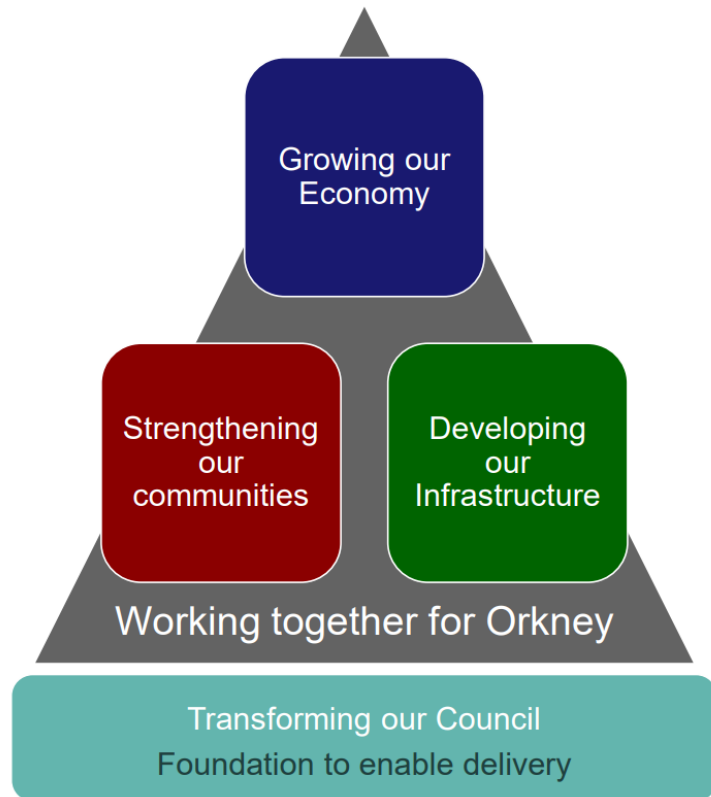 Growing our
Economy
Strengthening
our
communities
Developing
our
Infrastructure
Working together for Orkney
Transforming our Council
Foundation to enable delivery